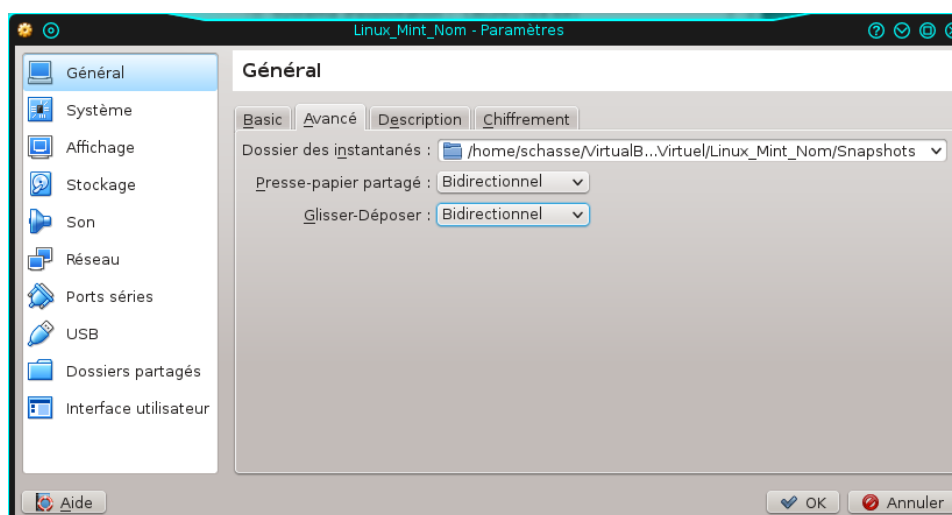 Linux_Mint_Nom - Paramètres
Général
Système
Affichage
Stockage
Son
Réseau
Ports séries
USB
Dossiers partagés
Interface utilisateur
Général
Basic Avancé Description Chiffrement
Dossier des instantanés : /home/schasse/VirtualB...Virtuel/Linux_Mint_Nom/Snapshots
Presse-papier partagé : Bidirectionnel
Glisser-Déposer : Bidirectionnel
Aide OK Annuler